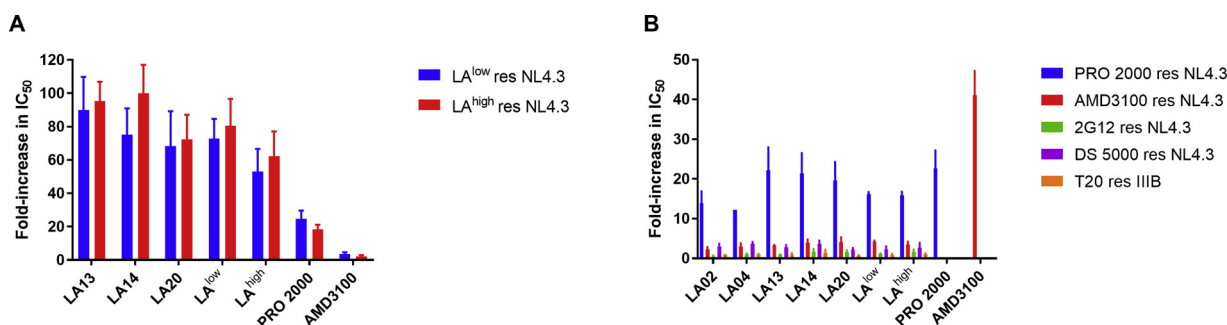 A
Fold-increase in IC50
120
100
80
60
40
20
0
LA13
LA14
LA20
LAlow
LAhigh
PRO 2000
AMD3100
LAlow res NL4.3
LAhigh res NL4.3
B
Fold-increase in IC50
50
40
30
20
10
0
LA02
LA04
LA13
LA14
LA20
LAlow
LAhigh
PRO 2000
AMD3100
PRO 2000 res NL4.3
AMD3100 res NL4.3
2G12 res NL4.3
DS 5000 res NL4.3
T20 res IIIB